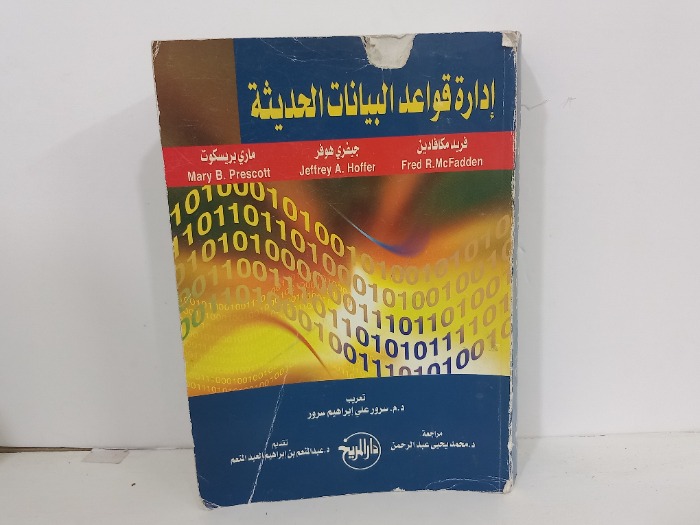 إدارة قواعد البيانات الحديثة
فريد مكافادين جيفري هوفر ماري بريسكوت
Fred R. McFadden Jeffrey A. Hoffer Mary B. Prescott
تعريب
د.م. سرور علي إبراهيم سرور
مراجعة
د. محمد يحيى عبد الرحمن
دار المريخ
تقديم
د. عبدالمنعم بن إبراهيم العبد المنعم